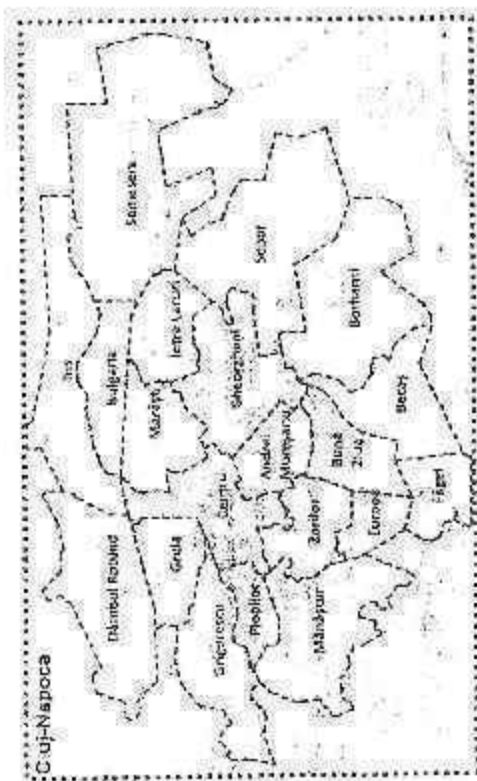 Cluj-Napoca
Someseni
Iris
Dâmbul Rotund
Bulgaria
Între Lacuri
Mărăști
Sopor
Gheorgheni
Gruia
Centru
Borhanci
Grigorescu
Andrei
Mureșanu
Plopilor
Bună
Ziua
Becaș
Zorilor
Europa
Mănăștur
Făget